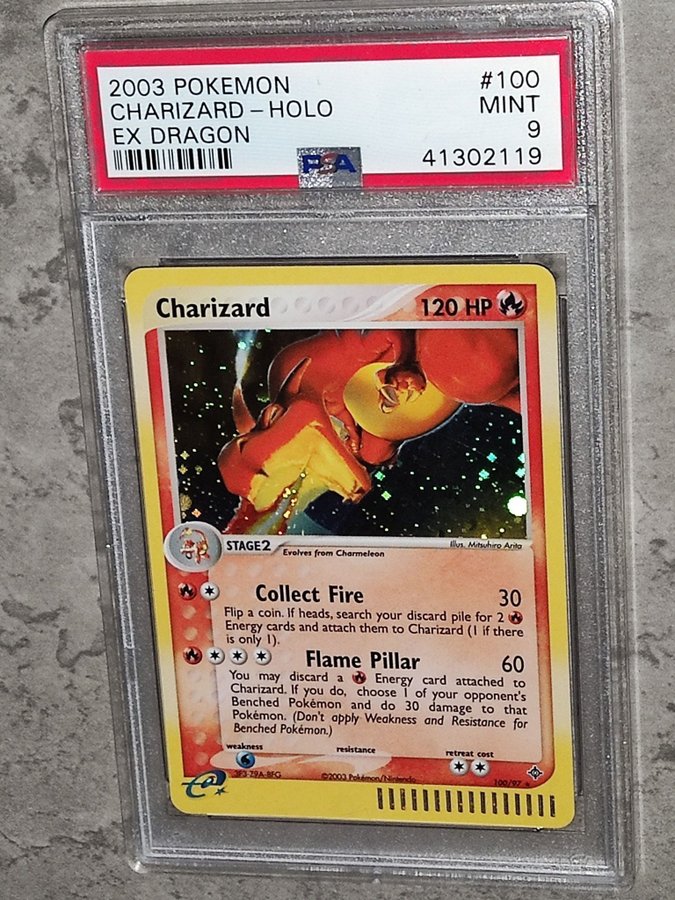 2003 POKEMON #100
CHARIZARD - HOLO MINT
EX DRAGON 9
PSA 41302119
Charizard 120 HP
STAGE2 Illus. Mitsuhiro Arita
Evolves from Charmeleon
Collect Fire 30
Flip a coin. If heads, search your discard pile for 2
Energy cards and attach them to Charizard (1 if there
is only 1).
Flame Pillar 60
You may discard a Energy card attached to
Charizard. If you do, choose 1 of your opponent's
Benched Pokémon and do 30 damage to that
Pokémon. (Don't apply Weakness and Resistance for
Benched Pokémon.)
weakness resistance retreat cost
3F3-79A-8FG ©2003 Pokémon/Nintendo 100/97